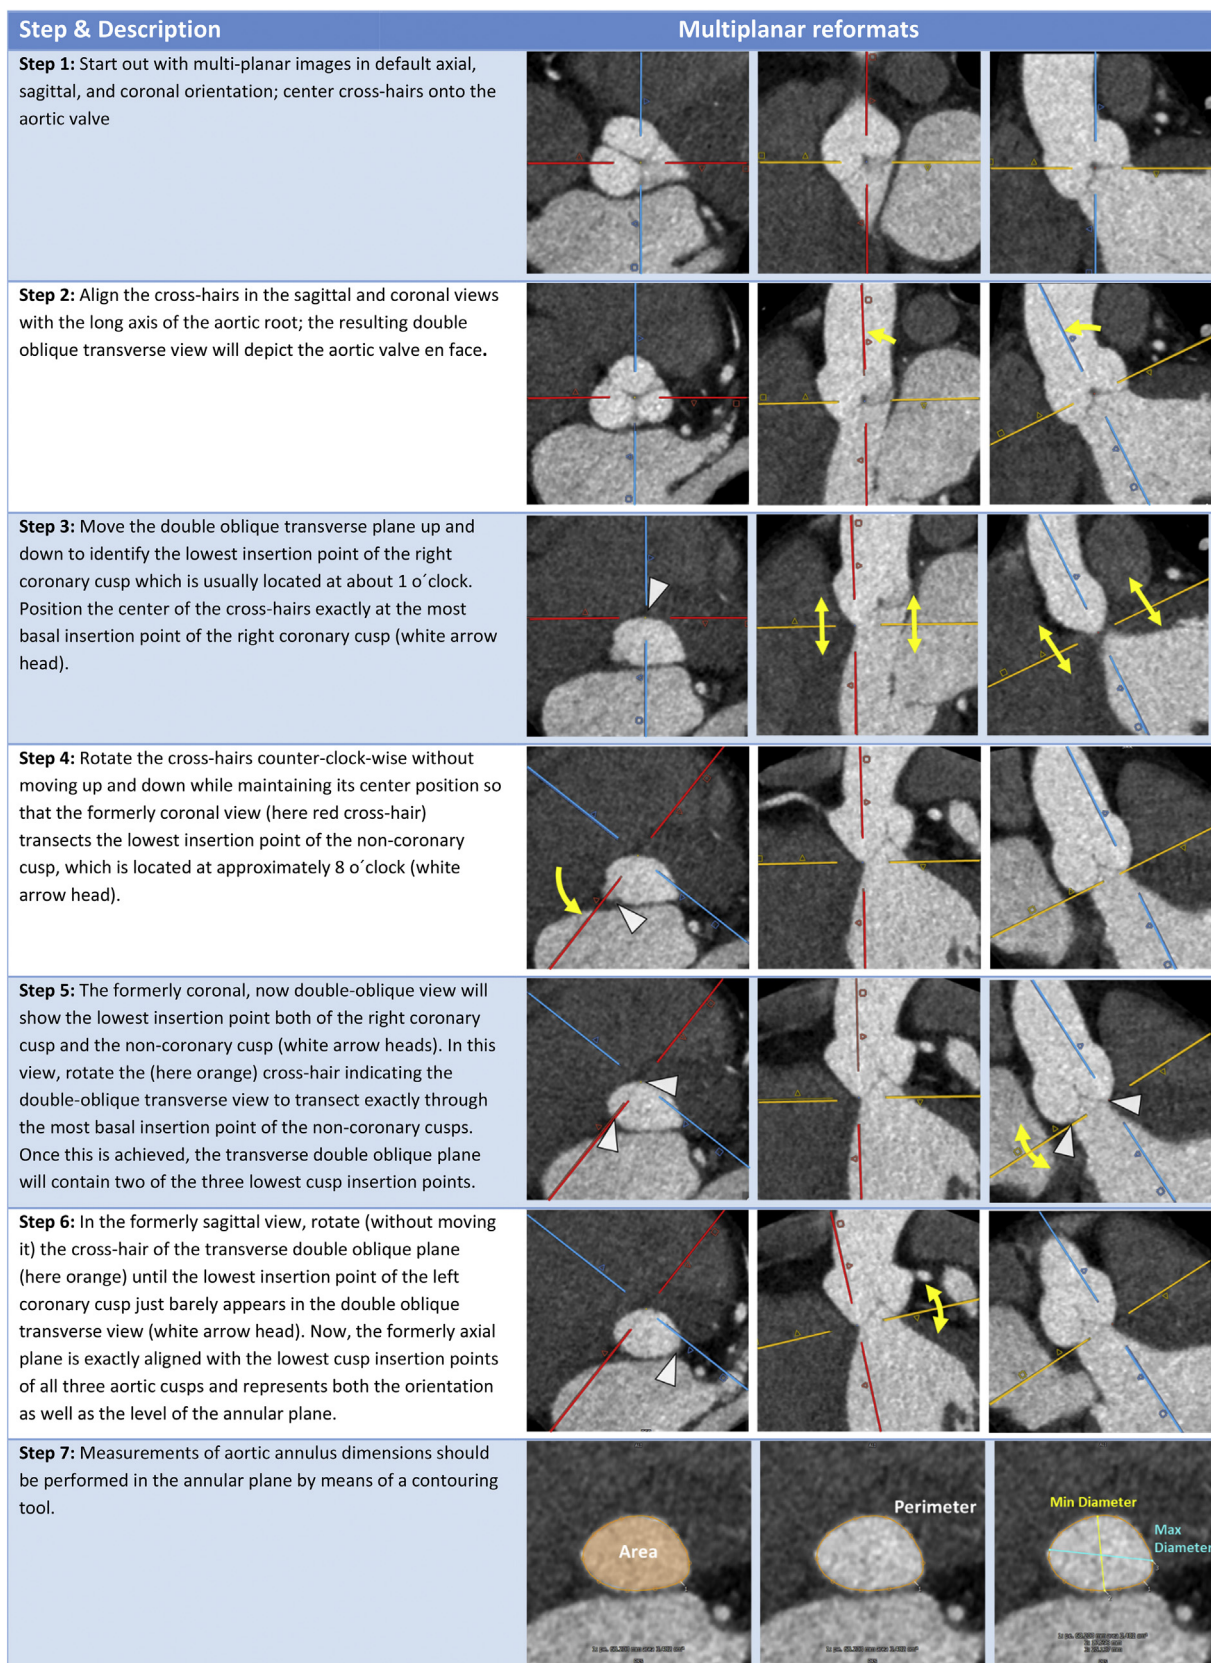 Step & Description
Multiplanar reformats
Step 1: Start out with multi-planar images in default axial,
sagittal, and coronal orientation; center cross-hairs onto the
aortic valve
Step 2: Align the cross-hairs in the sagittal and coronal views
with the long axis of the aortic root; the resulting double
oblique transverse view will depict the aortic valve en face.
Step 3: Move the double oblique transverse plane up and
down to identify the lowest insertion point of the right
coronary cusp which is usually located at about 1 o´clock.
Position the center of the cross-hairs exactly at the most
basal insertion point of the right coronary cusp (white arrow
head).
Step 4: Rotate the cross-hairs counter-clock-wise without
moving up and down while maintaining its center position so
that the formerly coronal view (here red cross-hair)
transects the lowest insertion point of the non-coronary
cusp, which is located at approximately 8 o´clock (white
arrow head).
Step 5: The formerly coronal, now double-oblique view will
show the lowest insertion point both of the right coronary
cusp and the non-coronary cusp (white arrow heads). In this
view, rotate the (here orange) cross-hair indicating the
double-oblique transverse view to transect exactly through
the most basal insertion point of the non-coronary cusps.
Once this is achieved, the transverse double oblique plane
will contain two of the three lowest cusp insertion points.
Step 6: In the formerly sagittal view, rotate (without moving
it) the cross-hair of the transverse double oblique plane
(here orange) until the lowest insertion point of the left
coronary cusp just barely appears in the double oblique
transverse view (white arrow head). Now, the formerly axial
plane is exactly aligned with the lowest cusp insertion points
of all three aortic cusps and represents both the orientation
as well as the level of the annular plane.
Step 7: Measurements of aortic annulus dimensions should
be performed in the annular plane by means of a contouring
tool.
Area
Perimeter
Min Diameter
Max
Diameter